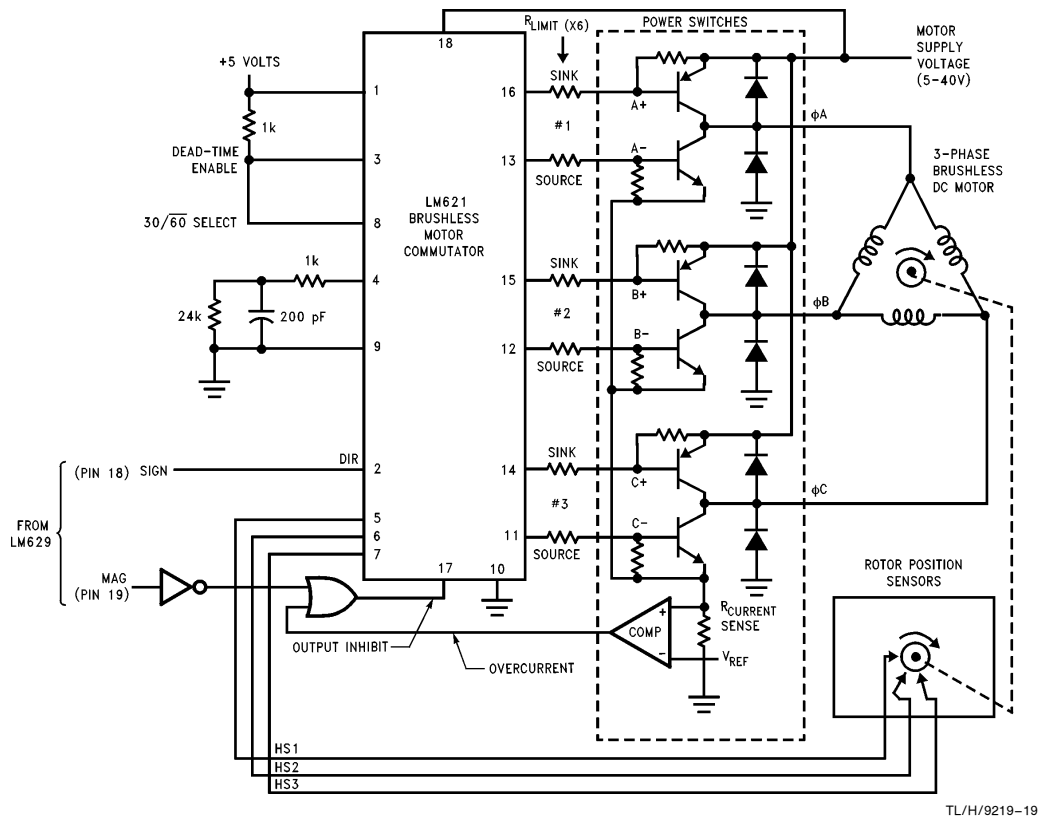 RLIMIT (X6)
POWER SWITCHES
18
MOTOR
SUPPLY
VOLTAGE
(5-40V)
+5 VOLTS
SINK
1
16
A+
1k
#1
ϕA
DEAD-TIME
ENABLE
3
13
A-
SOURCE
3-PHASE
BRUSHLESS
DC MOTOR
LM621
BRUSHLESS
MOTOR
COMMUTATOR
30/60 SELECT
8
1k
SINK
4
15
B+
24k
200 pF
#2
ϕB
9
12
B-
SOURCE
DIR
SINK
(PIN 18) SIGN
2
14
C+
#3
ϕC
FROM
LM629
5
6
7
11
C-
SOURCE
17
10
ROTOR POSITION
SENSORS
MAG
(PIN 19)
+
COMP
-
RCURRENT
SENSE
OUTPUT INHIBIT
VREF
OVERCURRENT
HS1
HS2
HS3
TL/H/9219-19